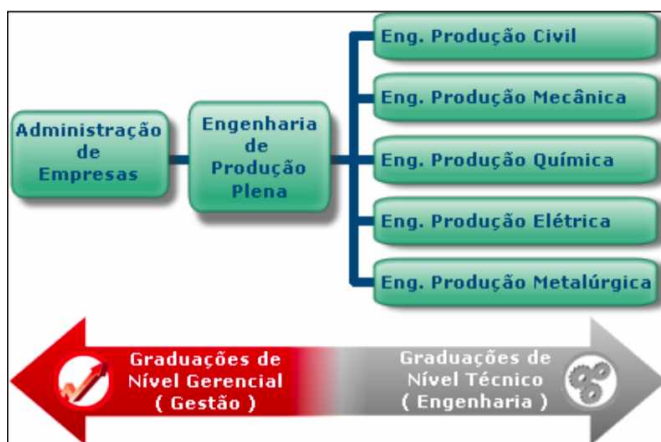 Administração
de
Empresas
Engenharia
de
Produção
Plena
Eng. Produção Civil
Eng. Produção Mecânica
Eng. Produção Química
Eng. Produção Elétrica
Eng. Produção Metalúrgica
Graduações de
Nível Gerencial
( Gestão )
Graduações de
Nível Técnico
( Engenharia )